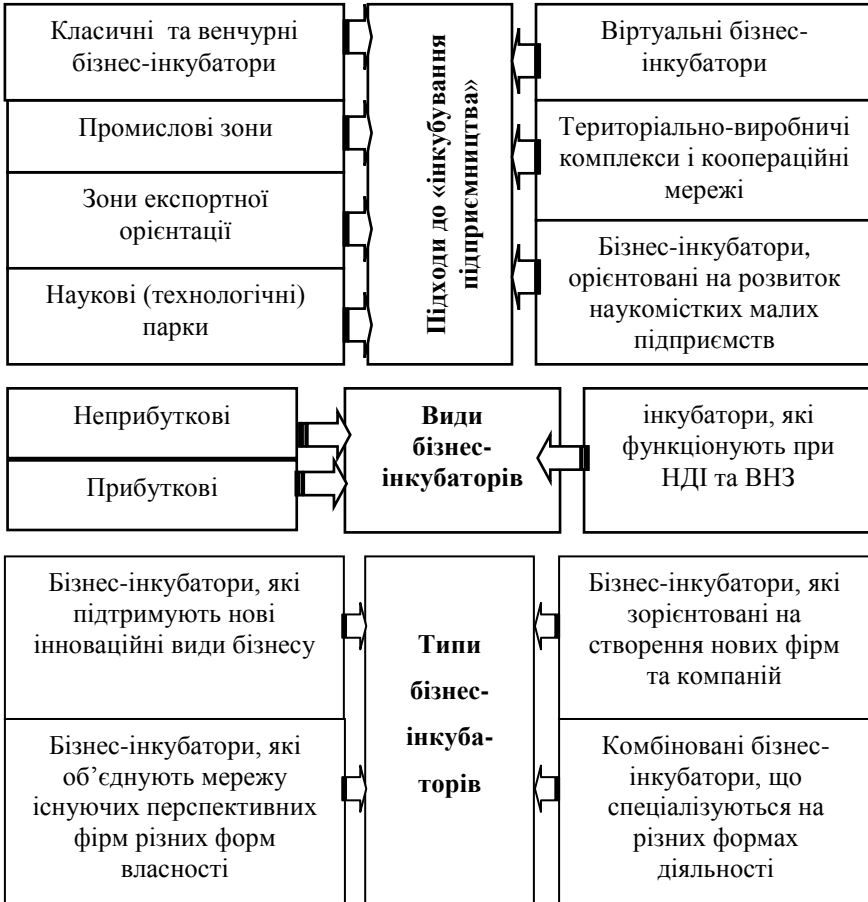 Класичні та венчурні
бізнес-інкубатори
Промислові зони
Зони експортної
орієнтації
Наукові (технологічні)
парки
Підходи до «інкубування
підприємництва»
Віртуальні бізнес-
інкубатори
Територіально-виробничі
комплекси і коопераційні
мережі
Бізнес-інкубатори,
орієнтовані на розвиток
наукомістких малих
підприємств
Неприбуткові
Прибуткові
Види
бізнес-
інкубаторів
інкубатори, які
функціонують при
НДІ та ВНЗ
Бізнес-інкубатори, які
підтримують нові
інноваційні види бізнесу
Бізнес-інкубатори, які
об’єднують мережу
існуючих перспективних
фірм різних форм
власності
Типи
бізнес-
інкуба-
торів
Бізнес-інкубатори, які
зорієнтовані на
створення нових фірм
та компаній
Комбіновані бізнес-
інкубатори, що
спеціалізуються на
різних формах
діяльності